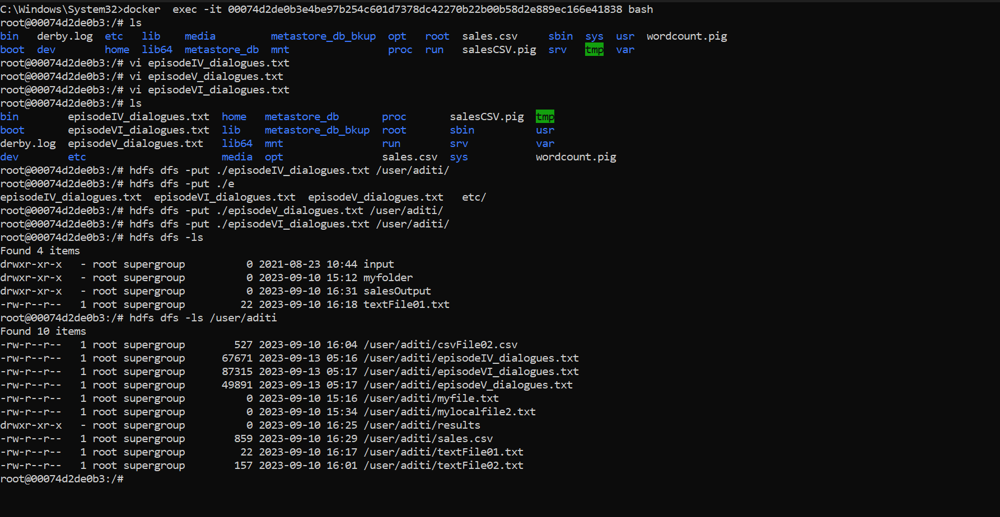 C:\Windows\System32>docker  exec -it 00074d2de0b3e4be97b254c601d7378dc42270b22b00b58d2e889ec166e41838 bash
root@00074d2de0b3:/# ls
bin   derby.log  etc   lib    media         metastore_db_bkup  opt   root  sales.csv     sbin  sys  usr  wordcount.pig
boot  dev        home  lib64  metastore_db  mnt                proc  run   salesCSV.pig  srv   tmp  var
root@00074d2de0b3:/# vi episodeIV_dialogues.txt
root@00074d2de0b3:/# vi episodeV_dialogues.txt
root@00074d2de0b3:/# vi episodeVI_dialogues.txt
root@00074d2de0b3:/# ls
bin        episodeIV_dialogues.txt  home   metastore_db       proc       salesCSV.pig  tmp
boot       episodeVI_dialogues.txt  lib    metastore_db_bkup  root       sbin          usr
derby.log  episodeV_dialogues.txt   lib64  mnt                run        srv           var
dev        etc                      media  opt                sales.csv  sys           wordcount.pig
root@00074d2de0b3:/# hdfs dfs -put ./episodeIV_dialogues.txt /user/aditi/
root@00074d2de0b3:/# hdfs dfs -put ./e
episodeIV_dialogues.txt  episodeVI_dialogues.txt  episodeV_dialogues.txt   etc/
root@00074d2de0b3:/# hdfs dfs -put ./episodeV_dialogues.txt /user/aditi/
root@00074d2de0b3:/# hdfs dfs -put ./episodeVI_dialogues.txt /user/aditi/
root@00074d2de0b3:/# hdfs dfs -ls
Found 4 items
drwxr-xr-x   - root supergroup          0 2021-08-23 10:44 input
drwxr-xr-x   - root supergroup          0 2023-09-10 15:12 myfolder
drwxr-xr-x   - root supergroup          0 2023-09-10 16:31 salesOutput
-rw-r--r--   1 root supergroup         22 2023-09-10 16:18 textFile01.txt
root@00074d2de0b3:/# hdfs dfs -ls /user/aditi
Found 10 items
-rw-r--r--   1 root supergroup        527 2023-09-10 16:04 /user/aditi/csvFile02.csv
-rw-r--r--   1 root supergroup      67671 2023-09-13 05:16 /user/aditi/episodeIV_dialogues.txt
-rw-r--r--   1 root supergroup      87315 2023-09-13 05:17 /user/aditi/episodeVI_dialogues.txt
-rw-r--r--   1 root supergroup      49891 2023-09-13 05:17 /user/aditi/episodeV_dialogues.txt
-rw-r--r--   1 root supergroup          0 2023-09-10 15:16 /user/aditi/myfile.txt
-rw-r--r--   1 root supergroup          0 2023-09-10 15:34 /user/aditi/mylocalfile2.txt
drwxr-xr-x   - root supergroup          0 2023-09-10 16:25 /user/aditi/results
-rw-r--r--   1 root supergroup        859 2023-09-10 16:29 /user/aditi/sales.csv
-rw-r--r--   1 root supergroup         22 2023-09-10 16:17 /user/aditi/textFile01.txt
-rw-r--r--   1 root supergroup        157 2023-09-10 16:01 /user/aditi/textFile02.txt
root@00074d2de0b3:/#